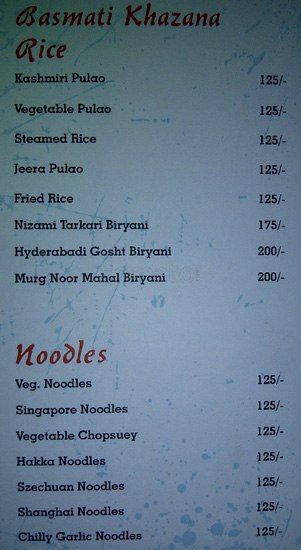 Basmati Khazana
Rice
Kashmiri Pulao 125/-
Vegetable Pulao 125/-
Steamed Rice 125/-
Jeera Pulao 125/-
Fried Rice 125/-
Nizami Tarkari Biryani 175/-
Hyderabadi Gosht Biryani 200/-
Murg Noor Mahal Biryani 200/-
Noodles
Veg. Noodles 125/-
Singapore Noodles 125/-
Vegetable Chopsuey 125/-
Hakka Noodles 125/-
Szechuan Noodles 125/-
Shanghai Noodles 125/-
Chilly Garlic Noodles 125/-